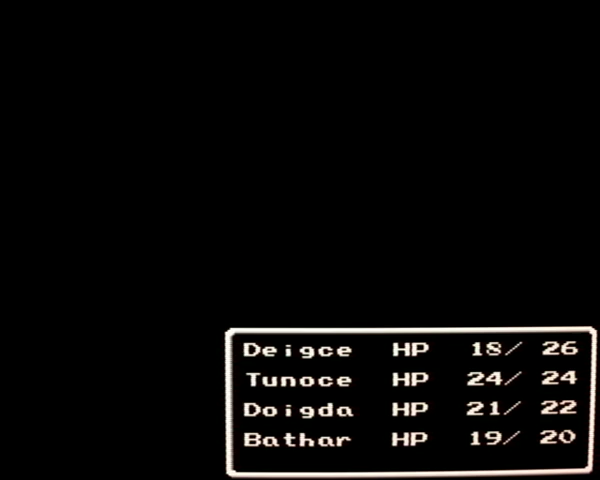 Deigce HP 18/ 26
Tunoce HP 24/ 24
Doigda HP 21/ 22
Bathar HP 19/ 20